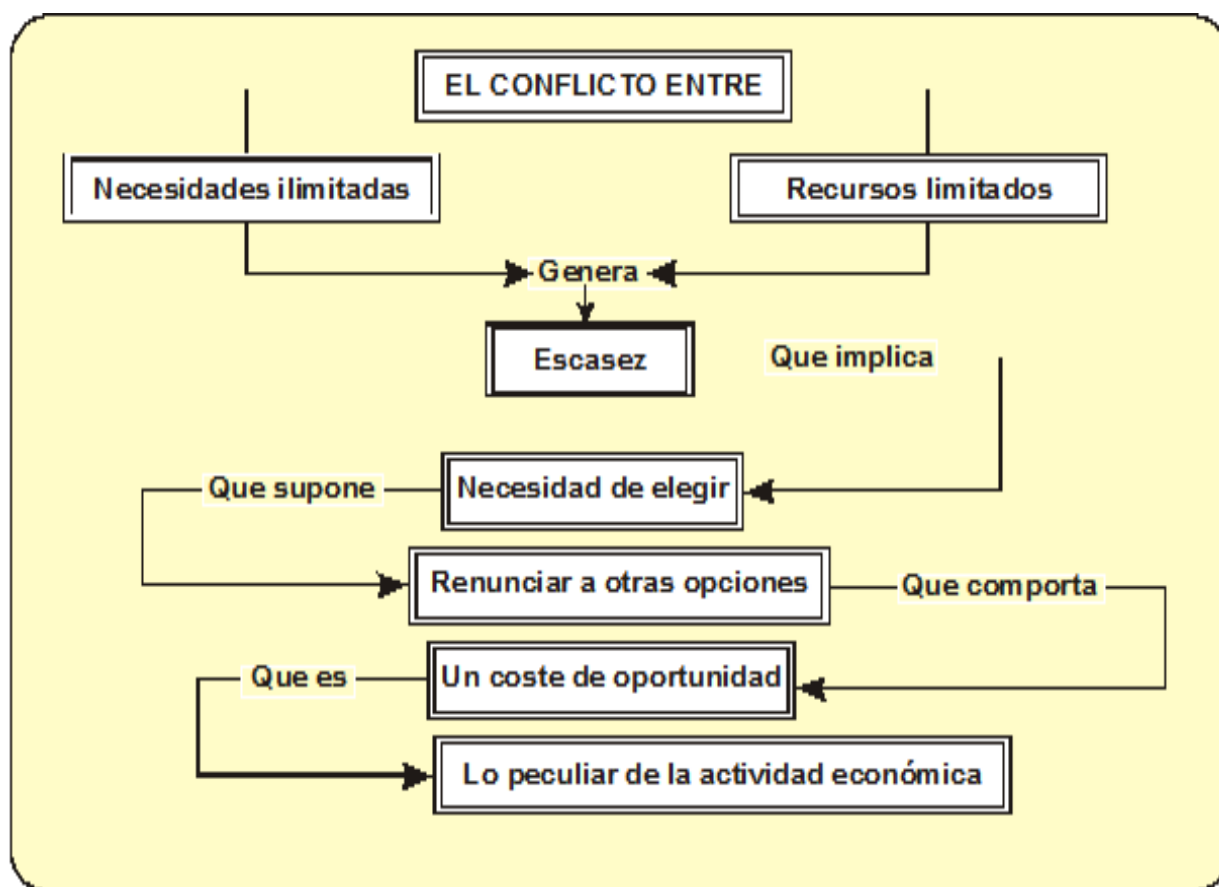 EL CONFLICTO ENTRE
Necesidades ilimitadas
Recursos limitados
Genera
Escasez
Que implica
Necesidad de elegir
Que supone
Renunciar a otras opciones
Que comporta
Un coste de oportunidad
Que es
Lo peculiar de la actividad económica